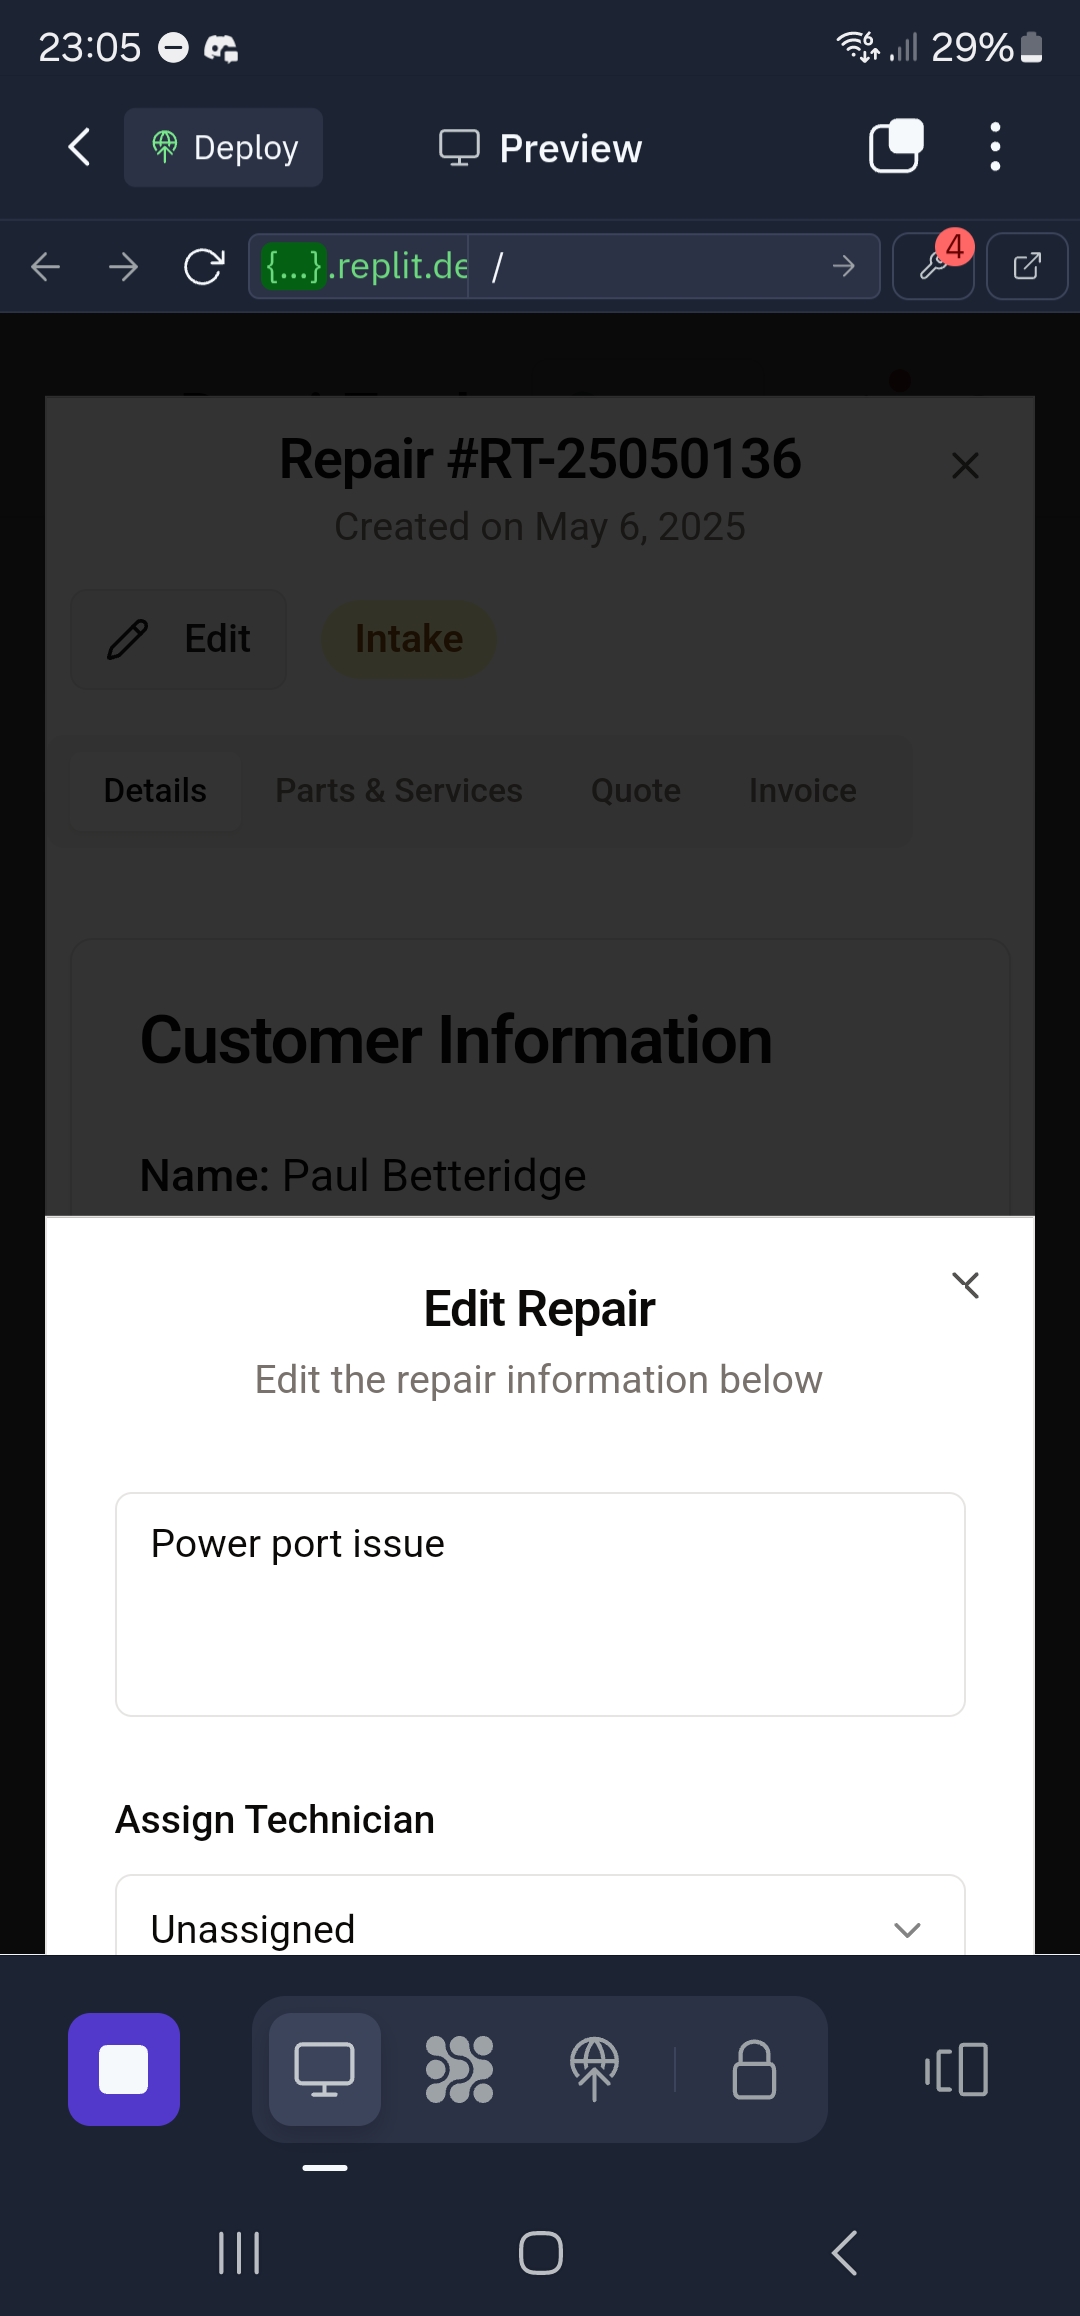 23:05
6 29%
Deploy
Preview
{...}.replit.de /
4
Repair #RT-25050136
Created on May 6, 2025
Edit
Intake
Details Parts & Services Quote Invoice
Customer Information
Name: Paul Betteridge
Edit Repair
Edit the repair information below
Power port issue
Assign Technician
Unassigned